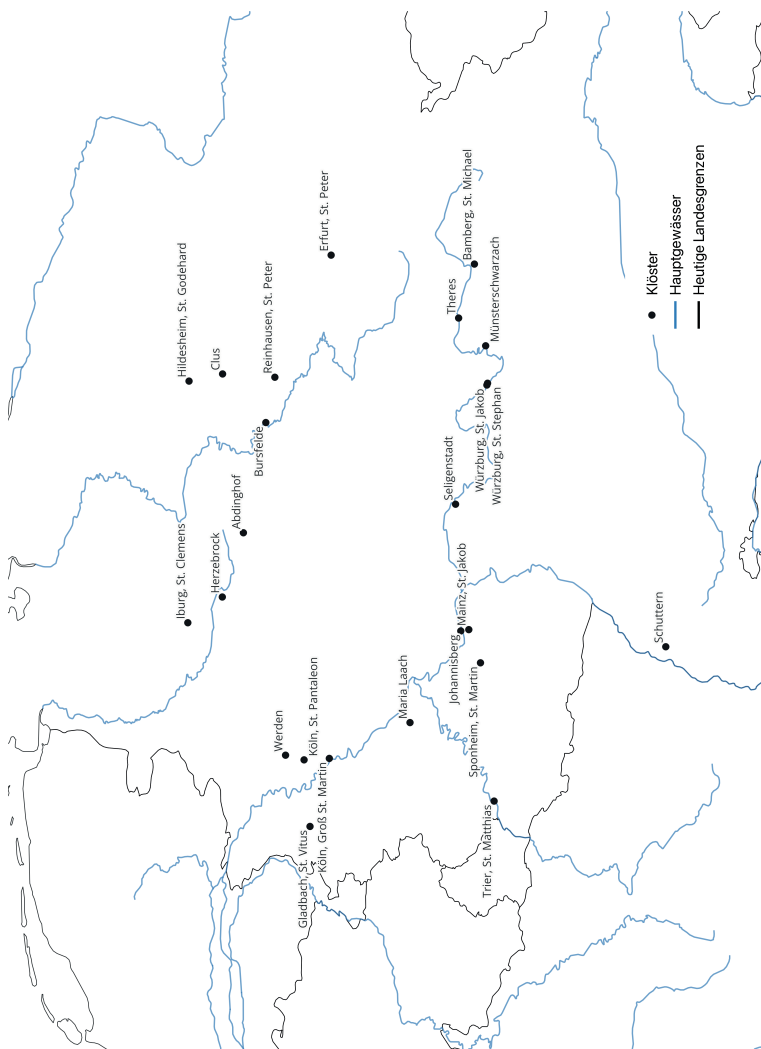 Hildesheim, St. Godehard
Clus
Reinhausen, St. Peter
Erfurt, St. Peter
Bursfelde
Abdinghof
Iburg, St. Clemens
Herzebrock
Bamberg, St. Michael
Theres
Münsterschwarzach
Würzburg, St. Jakob
Würzburg, St. Stephan
Seligenstadt
Mainz, St. Jakob
Johannisberg
Sponheim, St. Martin
Maria Laach
Werden
Köln, St. Pantaleon
Köln, Groß St. Martin
Gladbach, St. Vitus
Trier, St. Matthias
Schuttern
Klöster
Hauptgewässer
Heutige Landesgrenzen